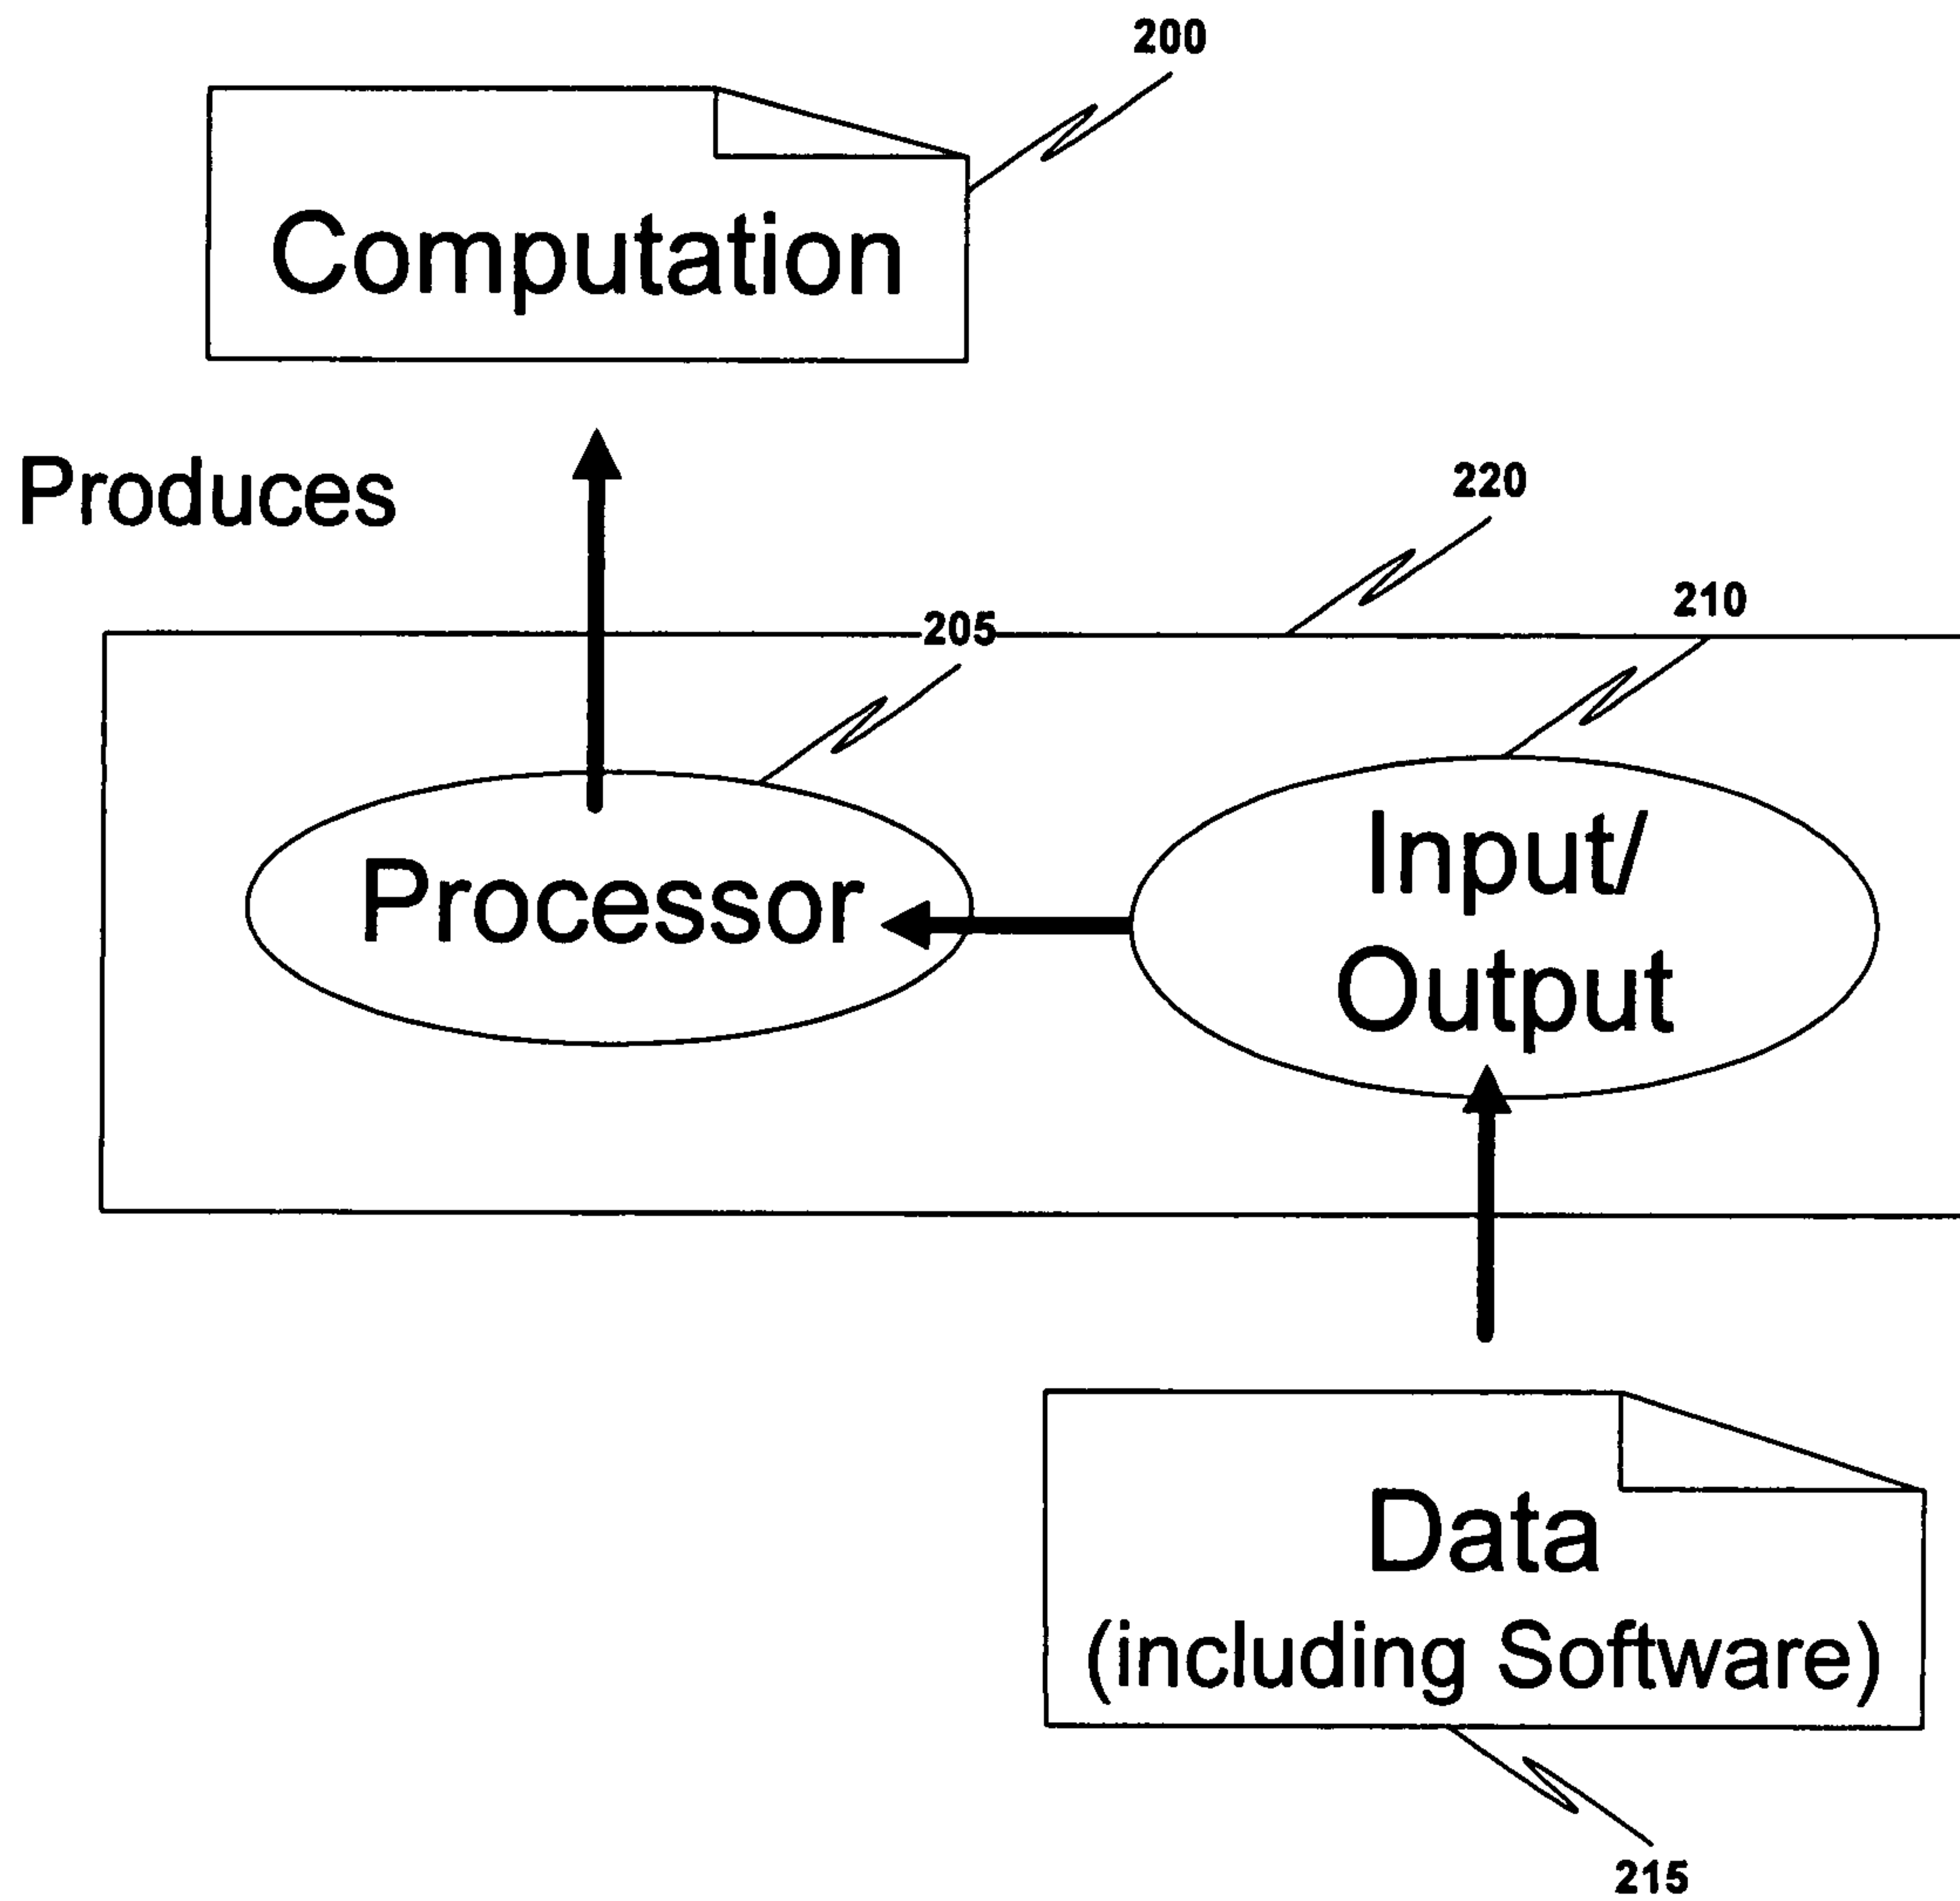 200
Computation
Produces
220
210
205
Processor
Input/
Output
Data
(including Software)
215